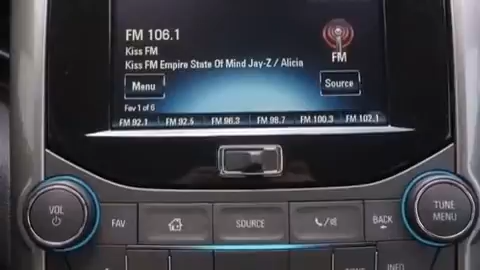 FM 106.1
Kiss FM
Kiss FM Empire State Of Mind Jay-Z / Alicia
FM
Menu
Source
Fav 1 of 6
FM 92.1 FM 92.5 FM 96.3 FM 98.7 FM 100.3 FM 102.1
VOL
FAV
SOURCE
BACK
TUNE
MENU
INFO